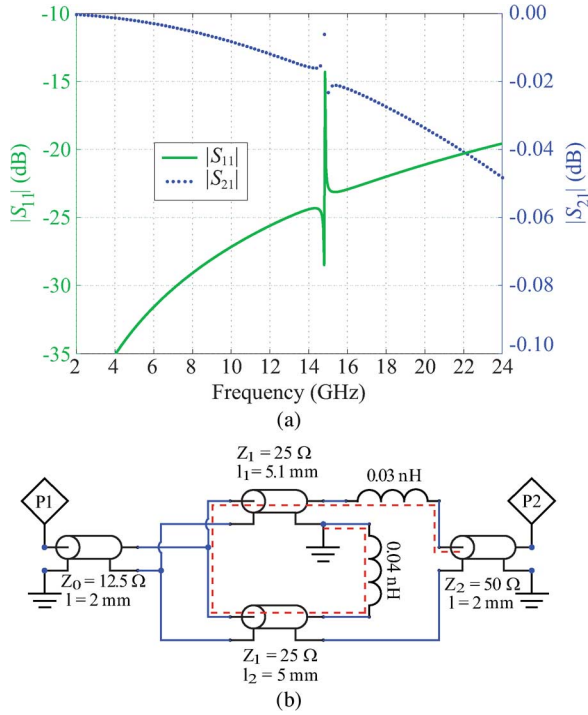 -10
-15
-20
-25
-30
-35
|S₁₁| (dB)
|S₁₁|
|S₂₁|
0.00
-0.02
-0.04
-0.06
-0.08
-0.10
|S₂₁| (dB)
2 4 6 8 10 12 14 16 18 20 22 24
Frequency (GHz)
(a)
P1
Z₀ = 12.5 Ω
l = 2 mm
Z₁ = 25 Ω
l₁ = 5.1 mm
0.03 nH
0.04nH
Z₁ = 25 Ω
l₂ = 5 mm
P2
Z₂ = 50 Ω
l = 2 mm
(b)